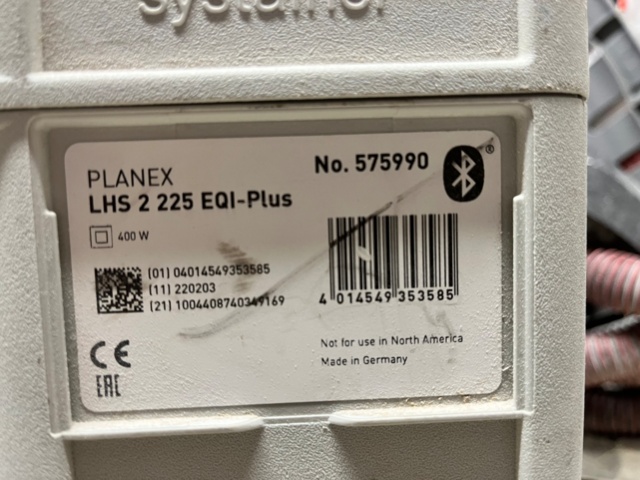 systainer
PLANEX
No. 575990
LHS 2 225 EQI-Plus
400 W
(01) 04014549353585
(11) 220203
(21) 1004408740349169
4 014549 353585
Not for use in North America
Made in Germany
CE
EAC